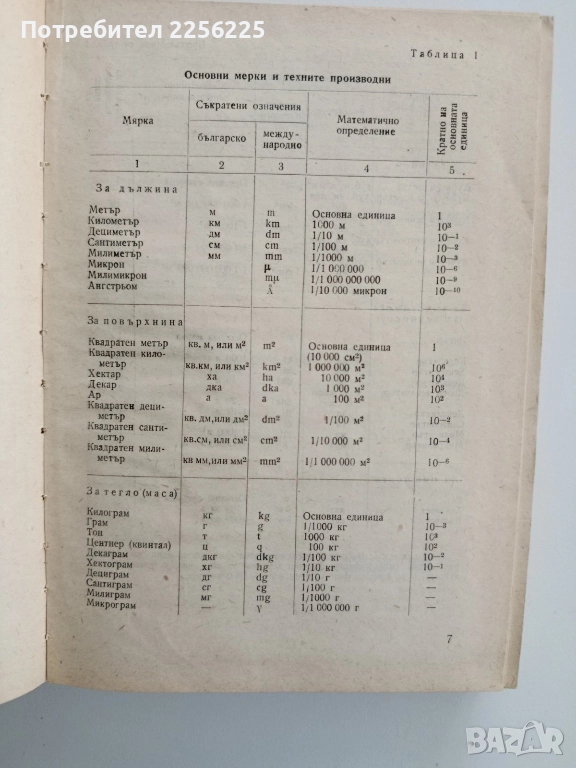 Потребител 2256225
Таблица 1
Основни мерки и техните производни
Мярка | Съкратени означения | Математично определение | Кратно на основната единица
българско | между-народно
1 | 2 | 3 | 4 | 5
За дължина
Метър | м | m | Основна единица | 1
Километър | км | km | 1000 м | 10³
Дециметър | дм | dm | 1/10 м | 10—¹
Сантиметър | см | cm | 1/100 м | 10—²
Милиметър | мм | mm | 1/1000 м | 10—³
Микрон | μ | 1/1 000 000 | 10—⁶
Милимикрон | mμ | 1/1 000 000 000 | 10—⁹
Ангстрьом | Å | 1/10 000 микрон | 10—¹⁰
За повърхнина
Квадратен метър | кв. м, или м² | m² | Основна единица | 1
(10 000 см²)
Квадратен кило-
метър | кв.км, или км² | km² | 1 000 000 м² | 10⁶
Хектар | ха | ha | 10 000 м² | 10⁴
Декар | дка | dka | 1 000 м² | 10³
Ар | а | a | 100 м² | 10²
Квадратен деци-
метър | кв. дм, или дм² | dm² | 1/100 м² | 10—²
Квадратен санти-
метър | кв.см, или см² | cm² | 1/10 000 м² | 10—⁴
Квадратен мили-
метър | кв мм, или мм² | mm² | 1/1 000 000 м² | 10—⁶
За тегло (маса)
Килограм | кг | kg | Основна единица | 1
Грам | г | g | 1/1000 кг | 10—³
Тон | т | t | 1000 кг | 10³
Центнер (квинтал) | ц | q | 100 кг | 10²
Декаграм | дкг | dkg | 1/100 кг | 10—²
Хектограм | хг | hg | 1/10 кг | 10—¹
Дециграм | дг | dg | 1/10 г | —
Сантиграм | сг | cg | 1/100 г | —
Милиграм | мг | mg | 1/1000 г | —
Микрограм | — | γ | 1/1 000 000 г | —
7
BAZAR